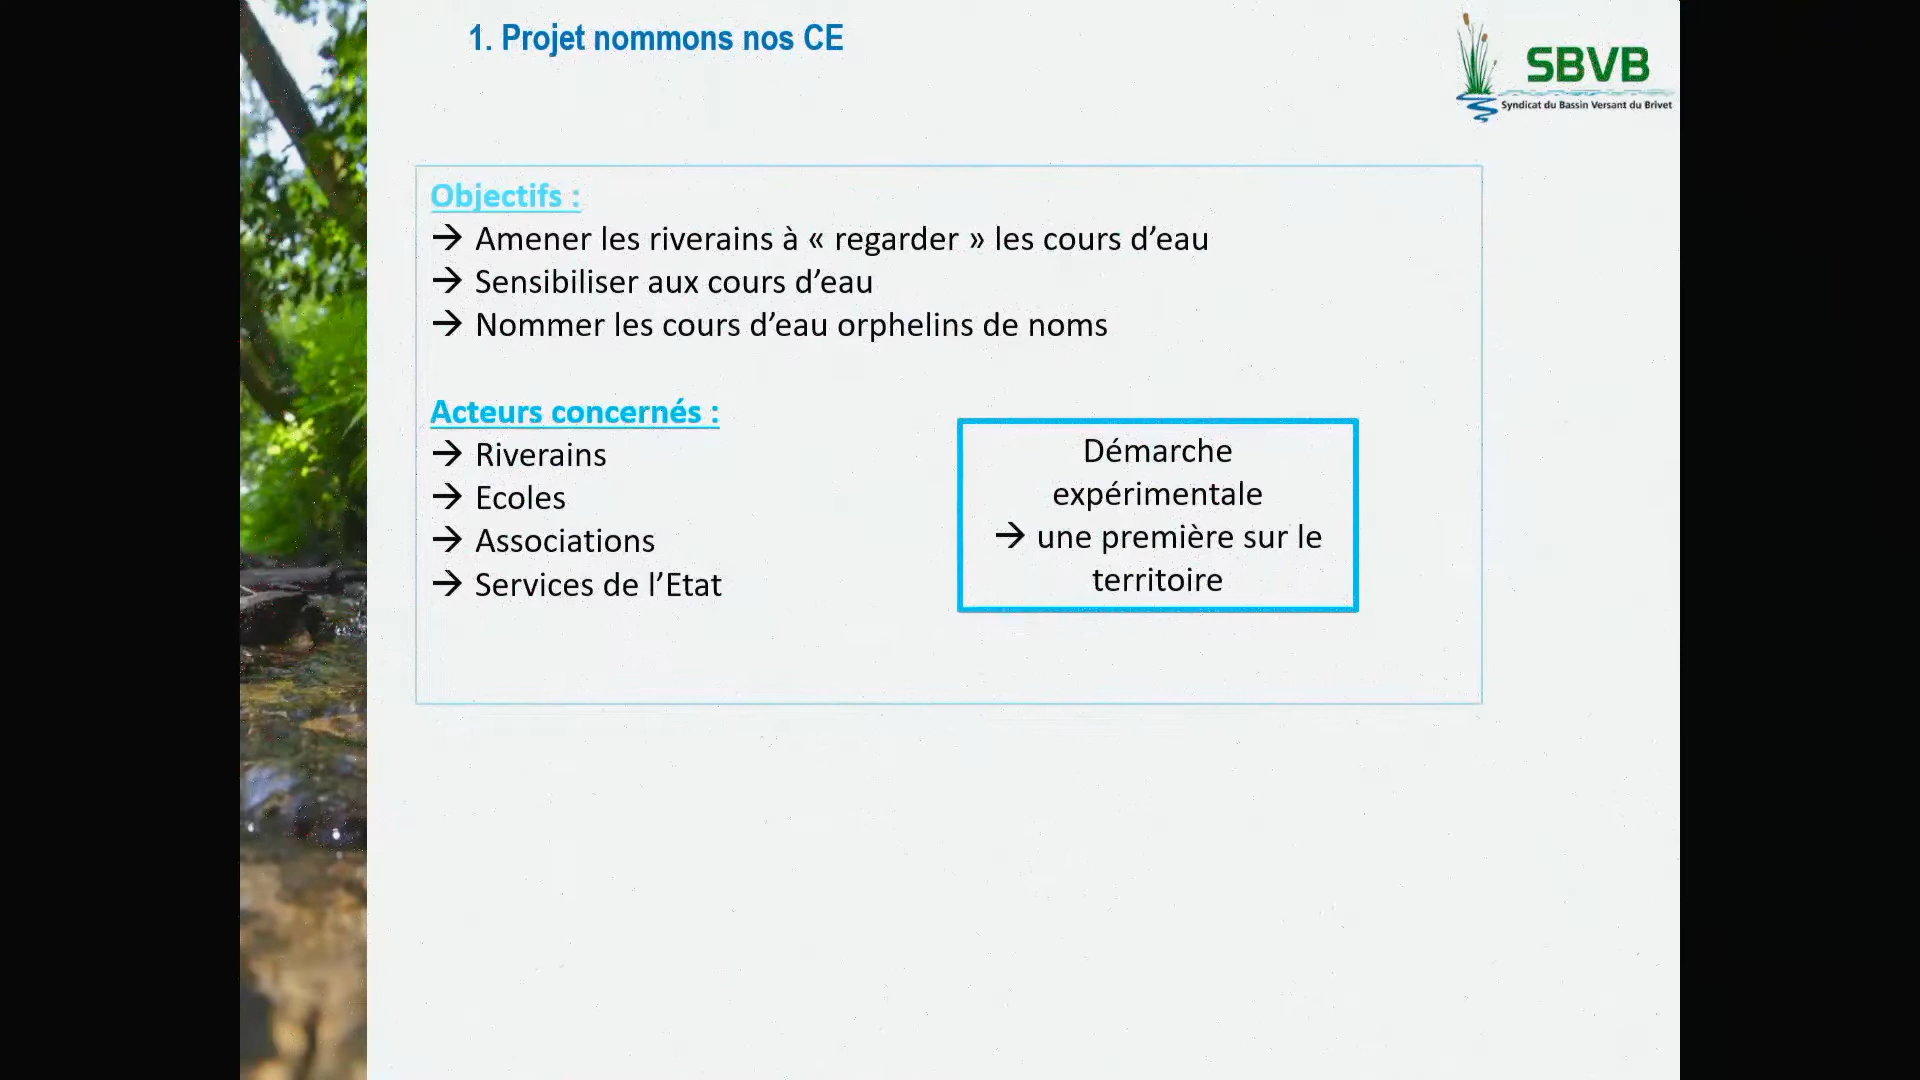 1. Projet nommons nos CE
SBVB
Syndicat du Bassin Versant du Brivet
Objectifs :
→ Amener les riverains à « regarder » les cours d’eau
→ Sensibiliser aux cours d’eau
→ Nommer les cours d’eau orphelins de noms
Acteurs concernés :
→ Riverains
→ Ecoles
→ Associations
→ Services de l’Etat
Démarche
expérimentale
→ une première sur le
territoire